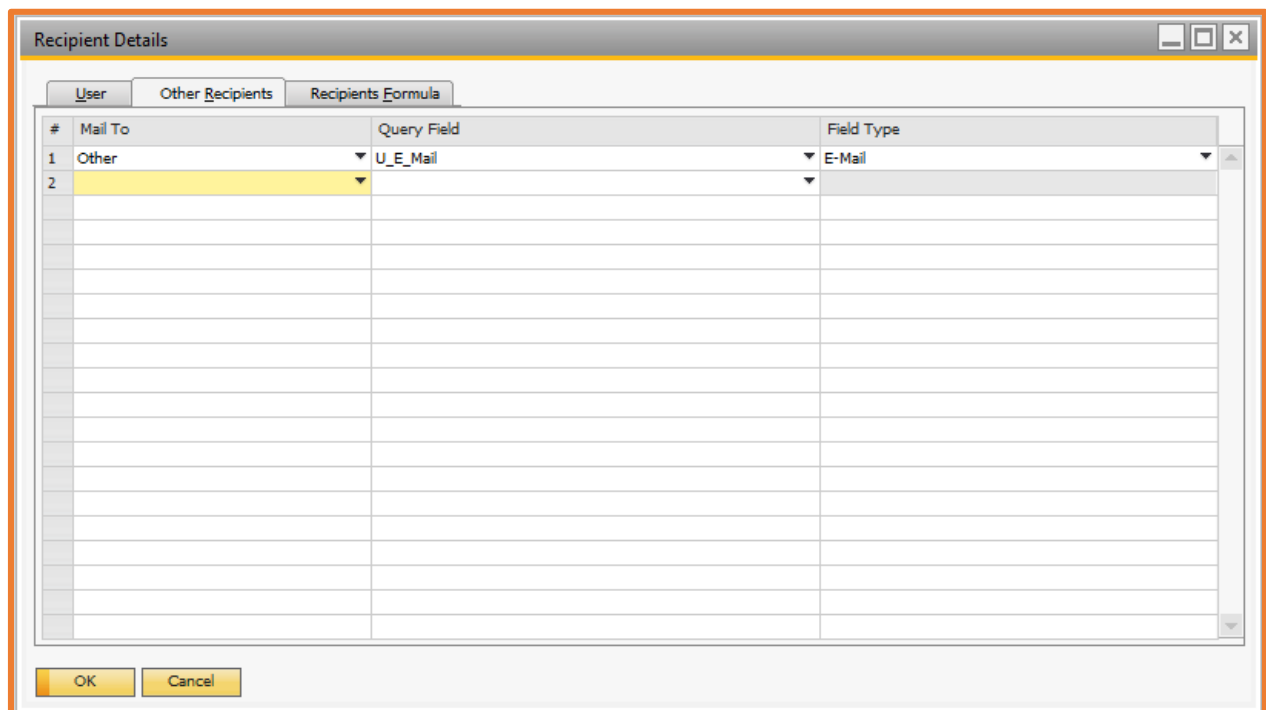 Recipient Details
User Other Recipients Recipients Formula
# Mail To Query Field Field Type
1 Other U_E_Mail E-Mail
2
OK Cancel